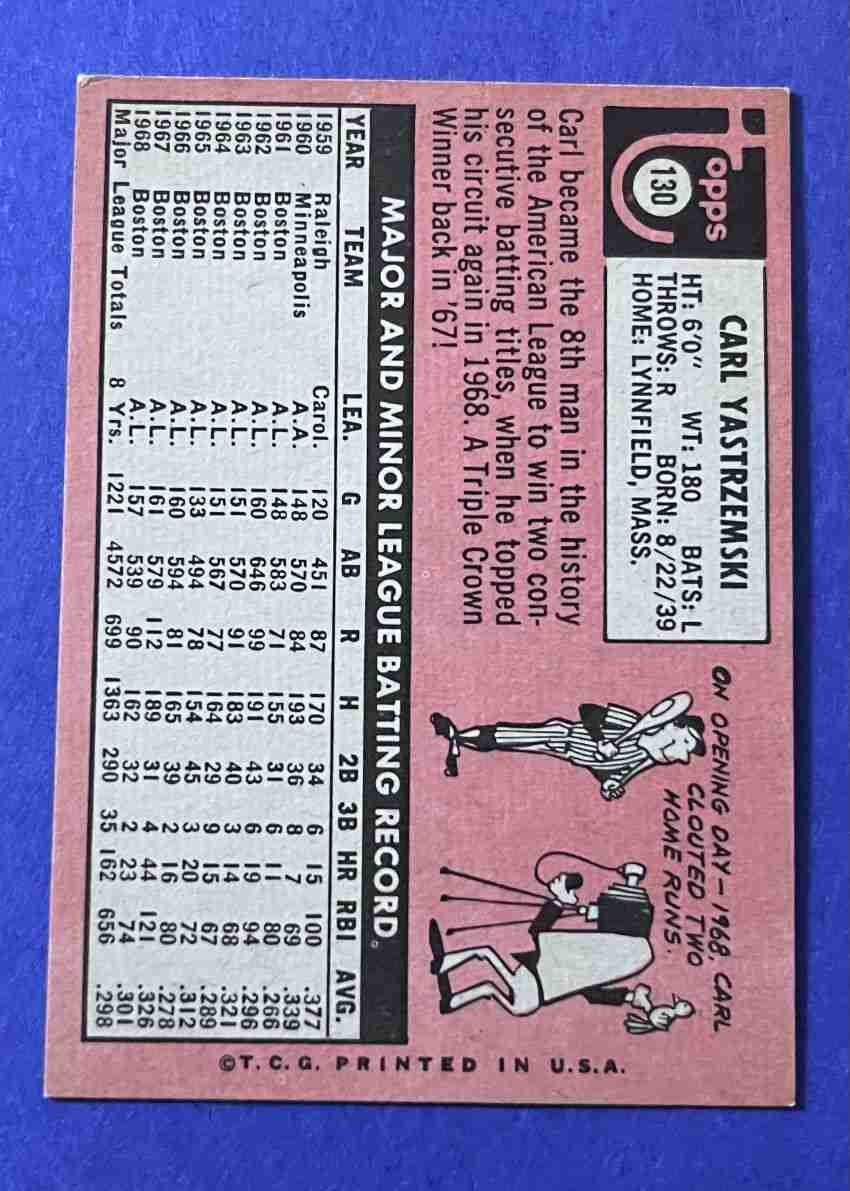 Topps
130
CARL YASTRZEMSKI
HT: 6'0" WT: 180 BATS: L
THROWS: R BORN: 8/22/39
HOME: LYNNFIELD, MASS.
Carl became the 8th man in the history
of the American League to win two con-
secutive batting titles, when he topped
his circuit again in 1968. A Triple Crown
Winner back in '67!
ON OPENING DAY—1968, CARL
CLOUTED TWO
HOME RUNS.
MAJOR AND MINOR LEAGUE BATTING RECORD.
YEAR TEAM LEA. G AB R H 2B 3B HR RBI AVG.
1959 Raleigh Carol. 120 451 87 170 34 6 15 100 .377
1960 Minneapolis A.A. 148 570 84 193 36 8 7 69 .339
1961 Boston A.L. 148 583 71 155 31 6 11 80 .266
1962 Boston A.L. 160 646 99 191 43 6 19 94 .296
1963 Boston A.L. 151 570 91 183 40 3 14 68 .321
1964 Boston A.L. 151 567 77 164 29 9 15 67 .289
1965 Boston A.L. 133 494 78 154 45 3 20 72 .312
1966 Boston A.L. 160 594 81 165 39 2 16 80 .278
1967 Boston A.L. 161 579 112 189 31 4 44 121 .326
1968 Boston A.L. 157 539 90 162 32 2 23 74 .301
Major League Totals 8 Yrs. 1221 4572 699 1363 290 35 162 656 .298
©T. C. G. PRINTED IN U.S.A.